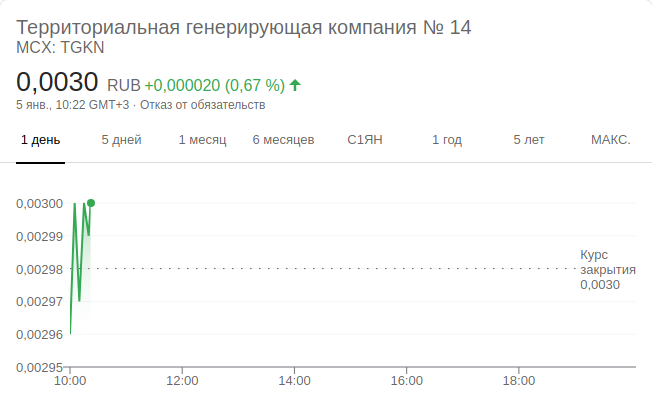 Территориальная генерирующая компания № 14
MCX: TGKN
0,0030 RUB +0,000020 (0,67 %)
5 янв., 10:22 GMT+3 · Отказ от обязательств
1 день 5 дней 1 месяц 6 месяцев С1ЯН 1 год 5 лет МАКС.
0,00300
0,00299
0,00298
0,00297
0,00296
0,00295
Курс
закрытия
0,0030
10:00 12:00 14:00 16:00 18:00